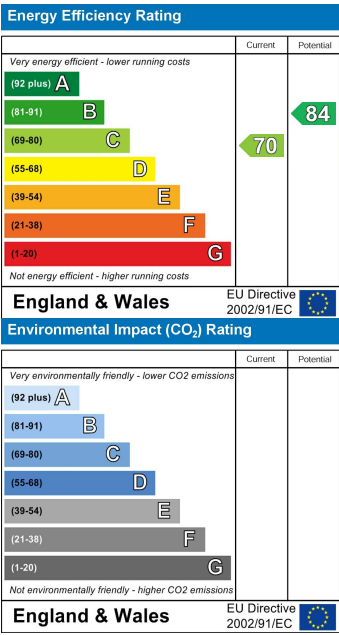 Energy Efficiency Rating
Current Potential
Very energy efficient - lower running costs
(92 plus) A
(81-91) B
84
(69-80) C
70
(55-68) D
(39-54) E
(21-38) F
(1-20) G
Not energy efficient - higher running costs
England & Wales
EU Directive
2002/91/EC
Environmental Impact (CO₂) Rating
Current Potential
Very environmentally friendly - lower CO2 emissions
(92 plus) A
(81-91) B
(69-80) C
(55-68) D
(39-54) E
(21-38) F
(1-20) G
Not environmentally friendly - higher CO2 emissions
England & Wales
EU Directive
2002/91/EC